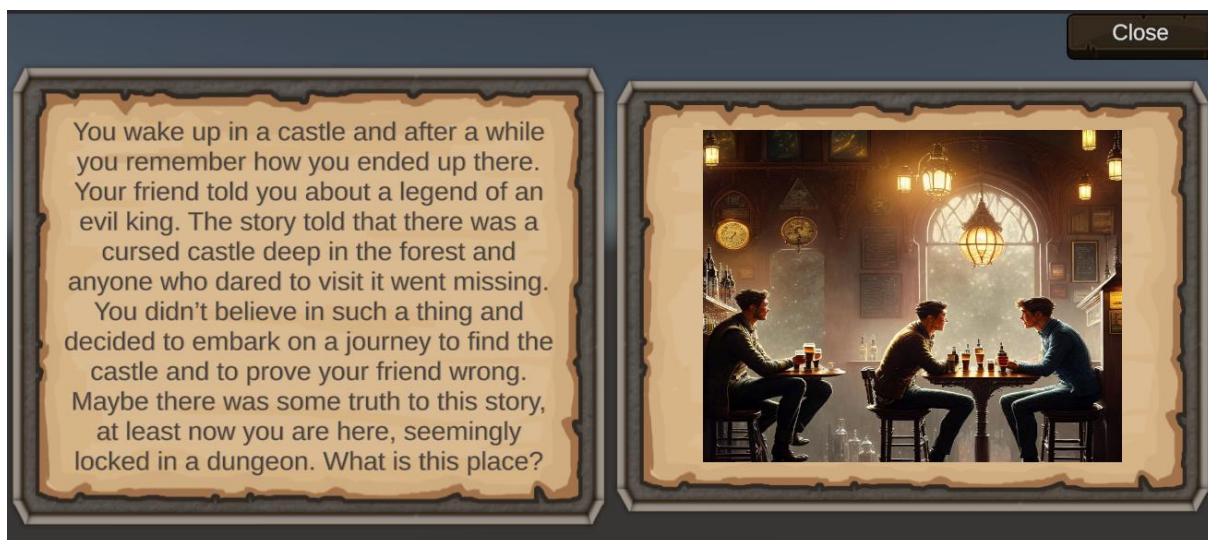 Close
You wake up in a castle and after a while
you remember how you ended up there.
Your friend told you about a legend of an
evil king. The story told that there was a
cursed castle deep in the forest and
anyone who dared to visit it went missing.
You didn’t believe in such a thing and
decided to embark on a journey to find the
castle and to prove your friend wrong.
Maybe there was some truth to this story,
at least now you are here, seemingly
locked in a dungeon. What is this place?